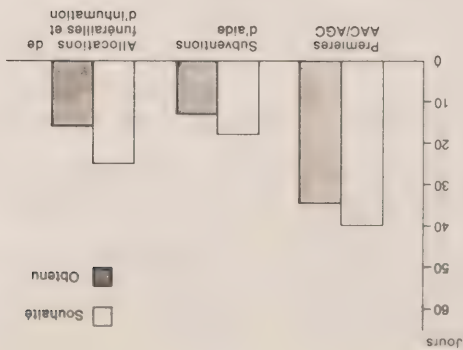 Jours
60
50
40
30
20
10
0
Souhaité
Obtenu
Premieres
AAC/AGC
Subventions
d'aide
Allocations de
funérailles et
d'inhumation